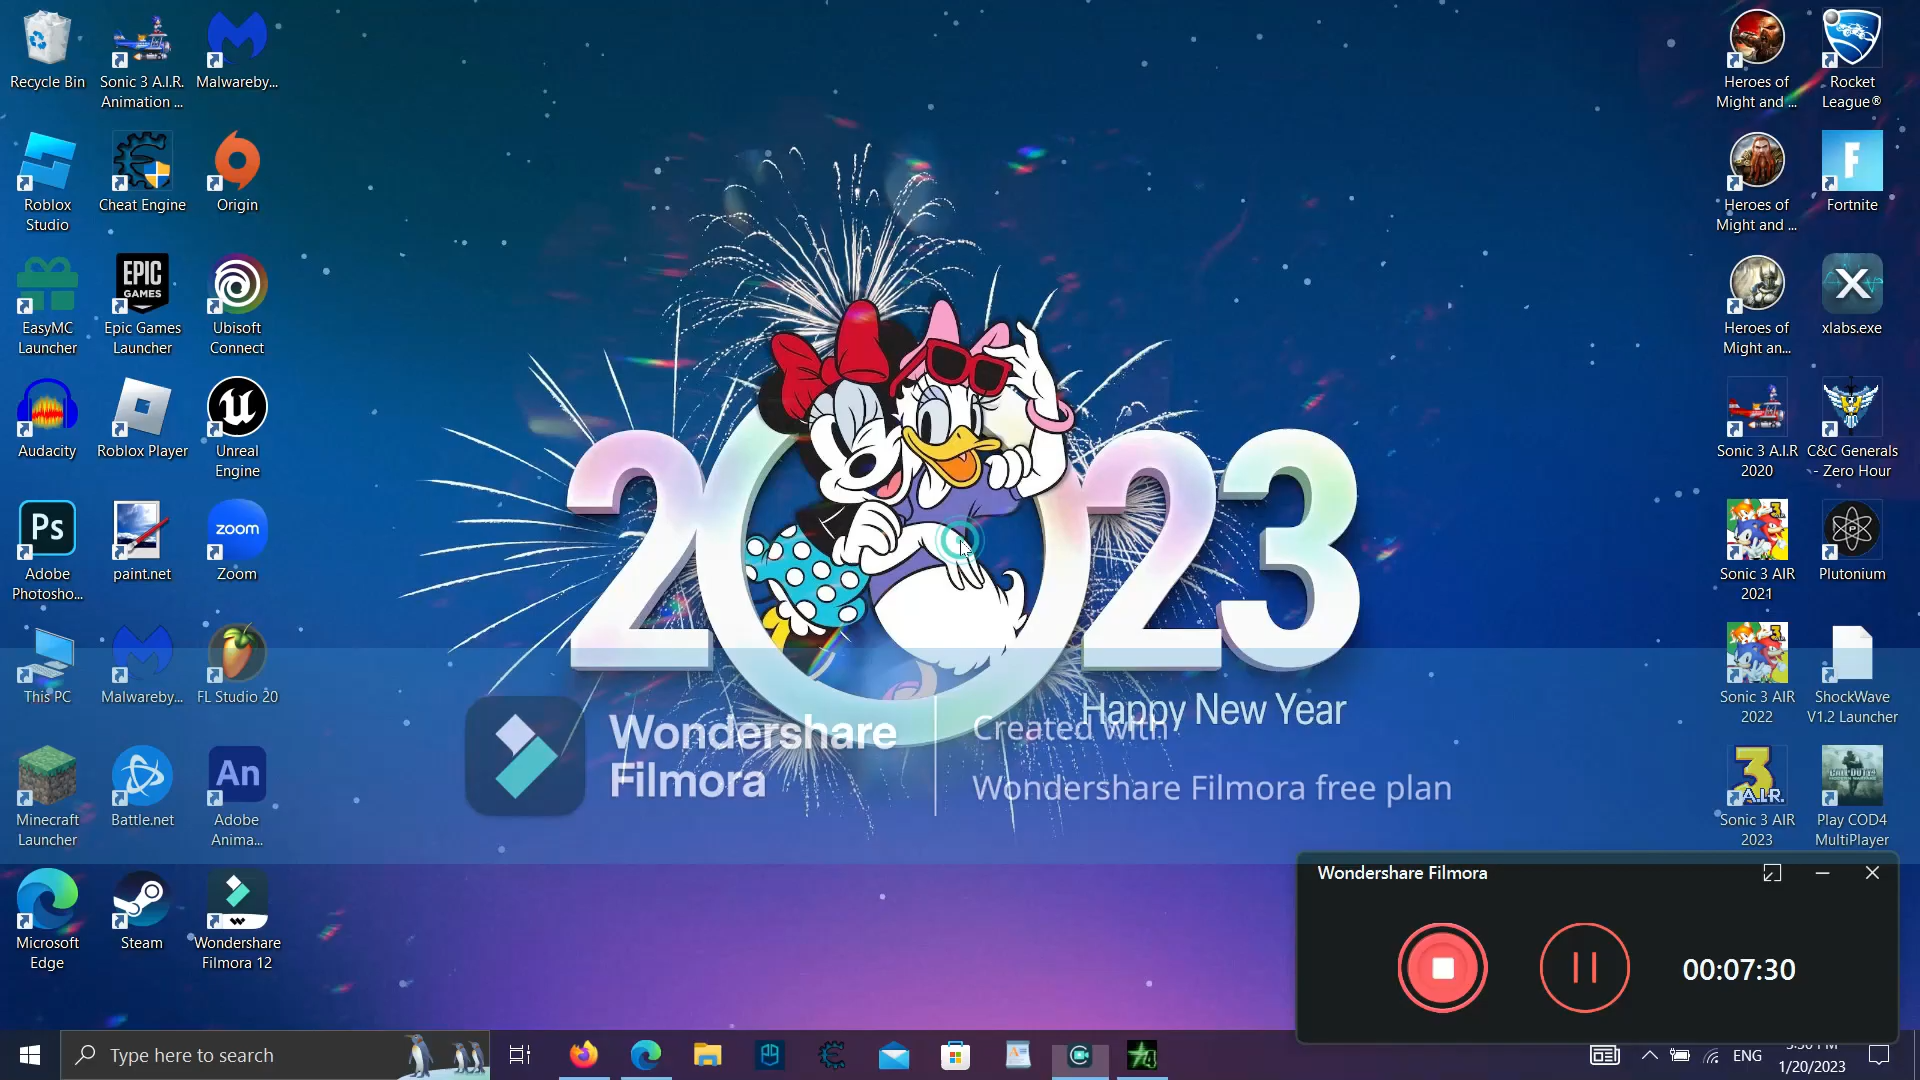 Recycle Bin
Sonic 3 A.I.R.
Animation ...
Malwareby...
Roblox
Studio
Cheat Engine
Origin
EasyMC
Launcher
EPIC
GAMES
Epic Games
Launcher
Ubisoft
Connect
Audacity
Roblox Player
Unreal
Engine
Ps
Adobe
Photosho...
paint.net
zoom
Zoom
This PC
Malwareby...
FL Studio 20
Minecraft
Launcher
Battle.net
An
Adobe
Anima...
Microsoft
Edge
Steam
Wondershare
Filmora 12
2023
Happy New Year
Wondershare
Filmora
Created with
Wondershare Filmora free plan
Heroes of
Might and ...
Rocket
League®
Heroes of
Might and ...
F
Fortnite
Heroes of
Might an...
X
xlabs.exe
Sonic 3 A.I.R
2020
C&C Generals
- Zero Hour
Sonic 3 AIR
2021
Plutonium
Sonic 3 AIR
2022
ShockWave
V1.2 Launcher
3
A.I.R.
Sonic 3 AIR
2023
Play COD4
MultiPlayer
Wondershare Filmora
00:07:30
Type here to search
ENG
1/20/2023